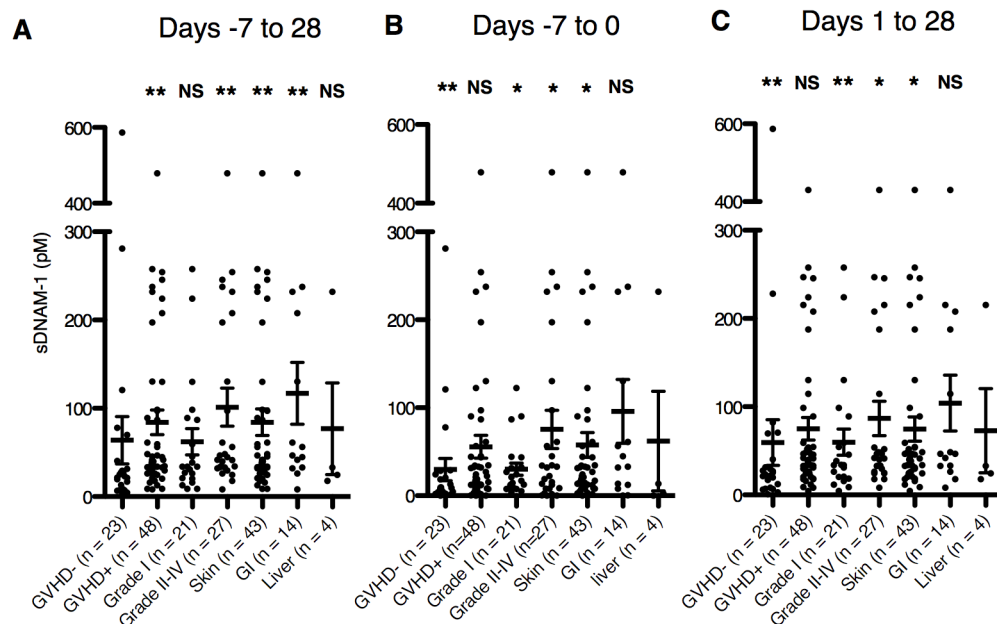 A Days -7 to 28
** NS ** ** ** NS
600
400
300
200
100
0
sDNAM-1 (pM)
GVHD- (n = 23)
GVHD+ (n = 48)
Grade I (n = 21)
Grade II-IV (n = 27)
Skin (n = 43)
GI (n = 14)
Liver (n = 4)
B Days -7 to 0
** NS * * * NS
600
400
300
200
100
0
GVHD- (n = 23)
GVHD+ (n=48)
Grade I (n = 21)
Grade II-IV (n=27)
Skin (n = 43)
GI (n = 14)
liver (n = 4)
C Days 1 to 28
** NS ** * * NS
600
400
300
200
100
0
GVHD- (n = 23)
GVHD+ (n = 48)
Grade I (n = 21)
Grade II-IV (n = 27)
Skin (n = 43)
GI (n = 14)
Liver (n = 4)